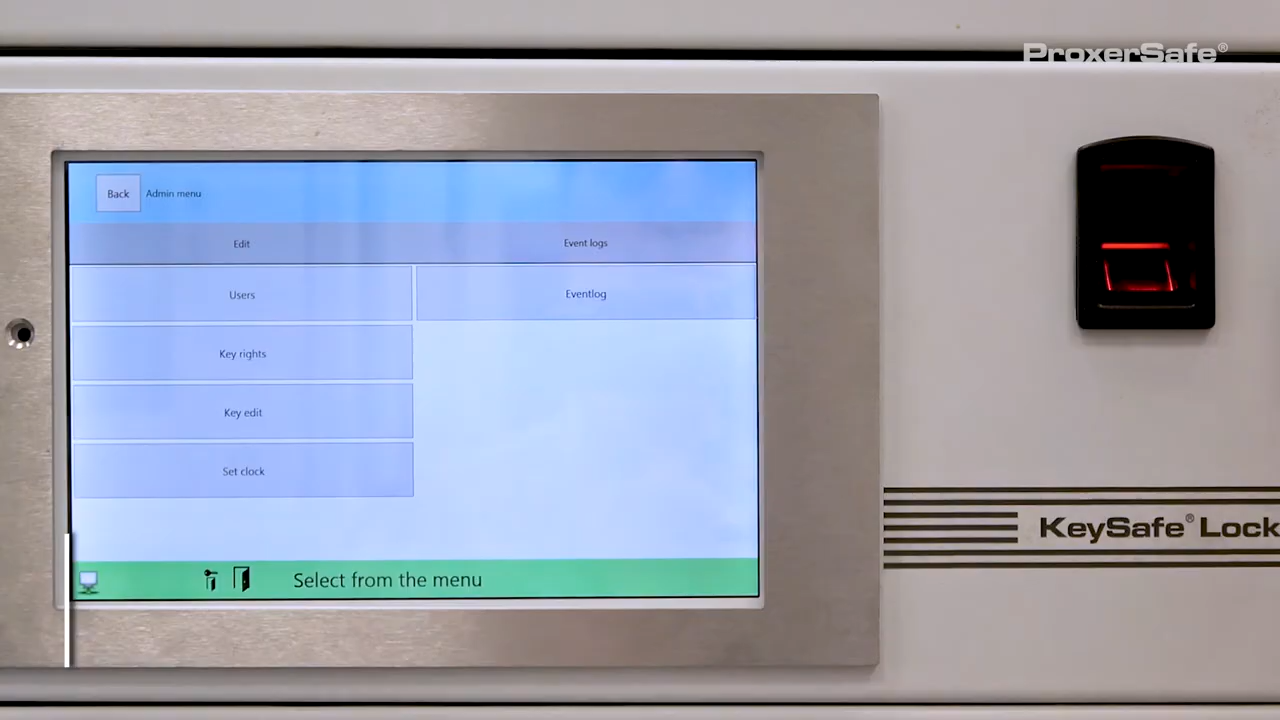 ProxerSafe®
Back Admin menu
Edit Event logs
Users Eventlog
Key rights
Key edit
Set clock
KeySafe® Lock
Select from the menu